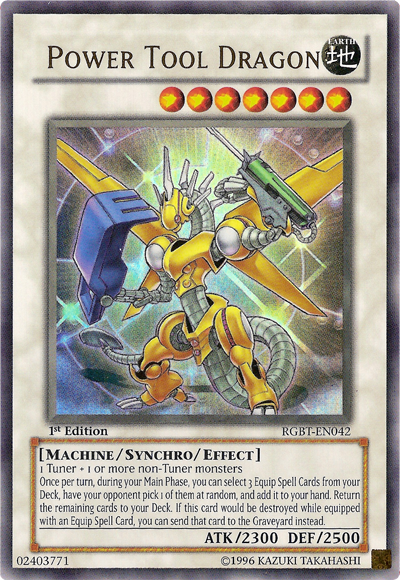 POWER TOOL DRAGON
EARTH
地
1st Edition
RGBT-EN042
[MACHINE/SYNCHRO/EFFECT]
1 Tuner + 1 or more non-Tuner monsters
Once per turn, during your Main Phase, you can select 3 Equip Spell Cards from your
Deck, have your opponent pick 1 of them at random, and add it to your hand. Return
the remaining cards to your Deck. If this card would be destroyed while equipped
with an Equip Spell Card, you can send that card to the Graveyard instead.
ATK/2300 DEF/2500
02403771
©1996 KAZUKI TAKAHASHI